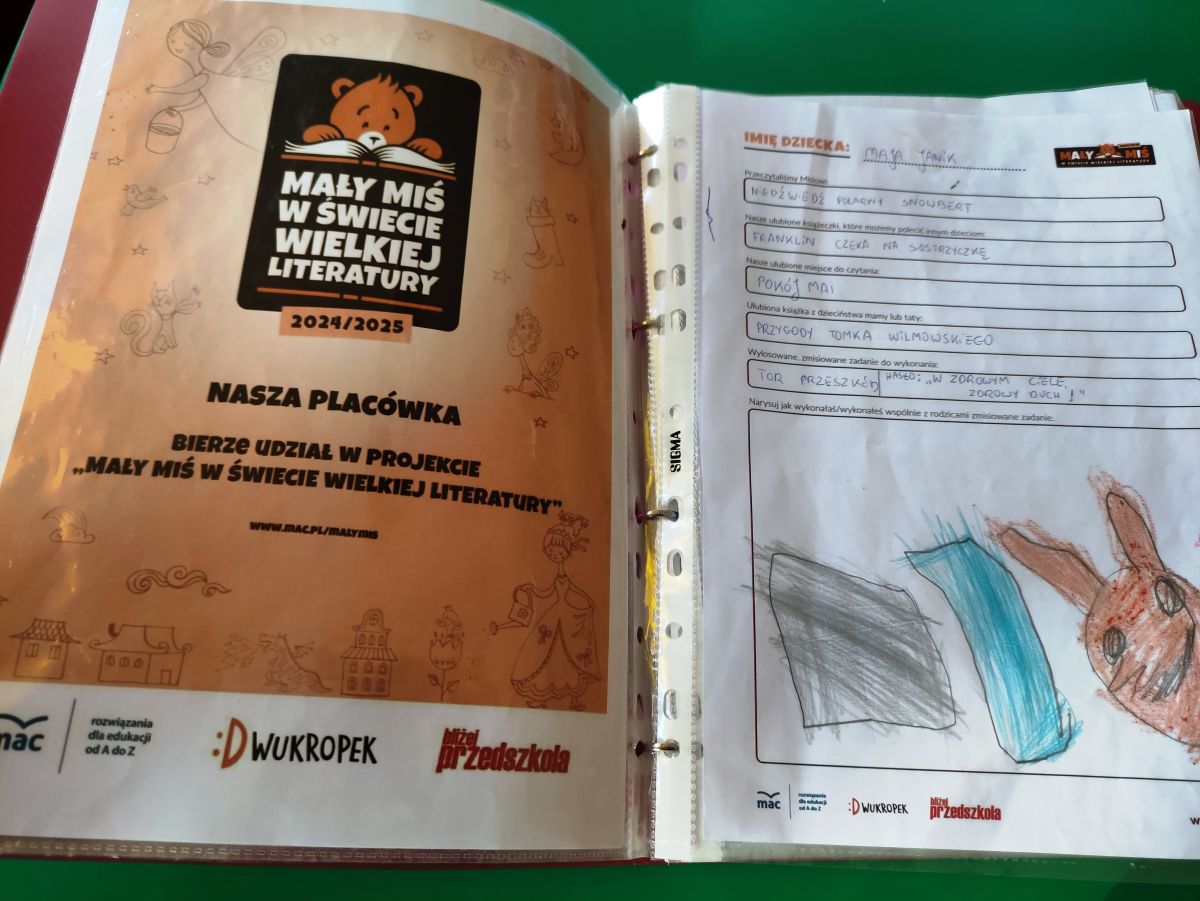 MAŁY MIŚ
W ŚWIECIE
WIELKIEJ
LITERATURY
2024/2025
NASZA PLACÓWKA
BIERZE UDZIAŁ W PROJEKCIE
„MAŁY MIŚ W ŚWIECIE WIELKIEJ LITERATURY”
WWW.MAC.PL/MALYMIS
mac
rozwiązania
dla edukacji
od A do Z
:DWUKROPEK
bliżej
przedszkola
SIGMA
IMIĘ DZIECKA: MAJA JANIK
MAŁY MIŚ
W ŚWIECIE WIELKIEJ LITERATURY
Przeczytaliśmy Misiowi:
NIEDŹWIEDŹ POLARNY SNOWBERT
Nasze ulubione książeczki, które możemy polecić innym dzieciom:
FRANKLIN CZEKA NA SIOSTRZYCZKĘ
Nasze ulubione miejsce do czytania:
POKÓJ MAI
Ulubiona książka z dzieciństwa mamy lub taty:
PRZYGODY TOMKA WILMOWSKIEGO
Wylosowane, zmisiowane zadanie do wykonania:
TOR PRZESZKÓD HASŁO: „W ZDROWYM CIELE,
ZDROWY DUCH!"
Narysuj jak wykonałaś/wykonałeś wspólnie z rodzicami zmisiowane zadanie.
mac
rozwiązania
dla edukacji
od A do Z
:DWUKROPEK
bliżej
przedszkola